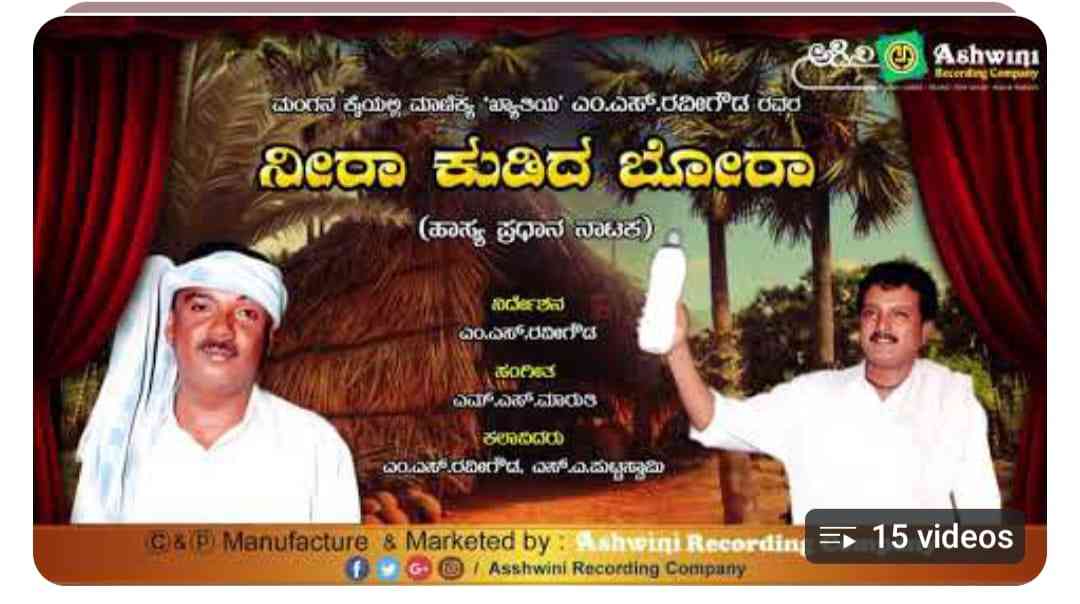 ಅಶ್ವಿನಿ Ashwini
Recording Company
ಮಂಗನ ಕೈಯಲ್ಲಿ ಮಾಣಿಕ್ಯ 'ಖ್ಯಾತಿಯ' ಎಂ.ಎಸ್.ರವೀಗೌಡ ರವರ
ನೀರಾ ಕುಡಿದ ಬೋರಾ
(ಹಾಸ್ಯ ಪ್ರಧಾನ ನಾಟಕ)
ನಿರ್ದೇಶನ
ಎಂ.ಎಸ್.ರವೀಗೌಡ
ಸಂಗೀತ
ಎಮ್.ಎಸ್.ಮಾರುತಿ
ಕಲಾವಿದರು
ಎಂ.ಎಸ್.ರವೀಗೌಡ, ಎಸ್.ಎ.ಪುಟ್ಟಸ್ವಾಮಿ
15 videos
©&℗ Manufacture & Marketed by : Ashwini Recording
/ Asshwini Recording Company